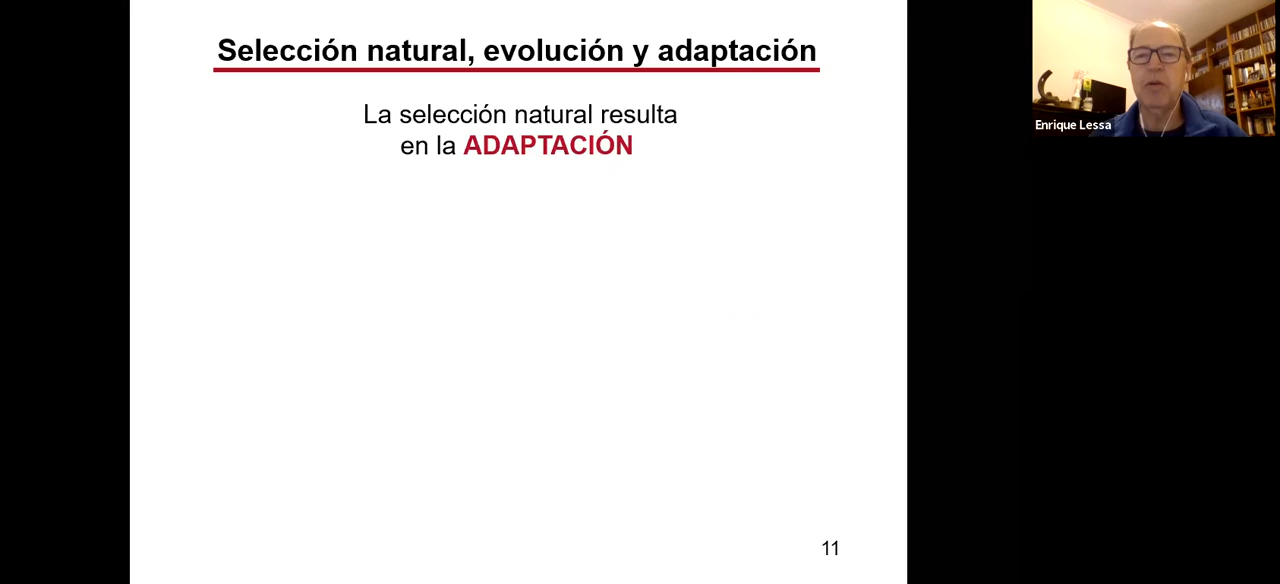 Selección natural, evolución y adaptación
La selección natural resulta
en la ADAPTACIÓN
Enrique Lessa
11